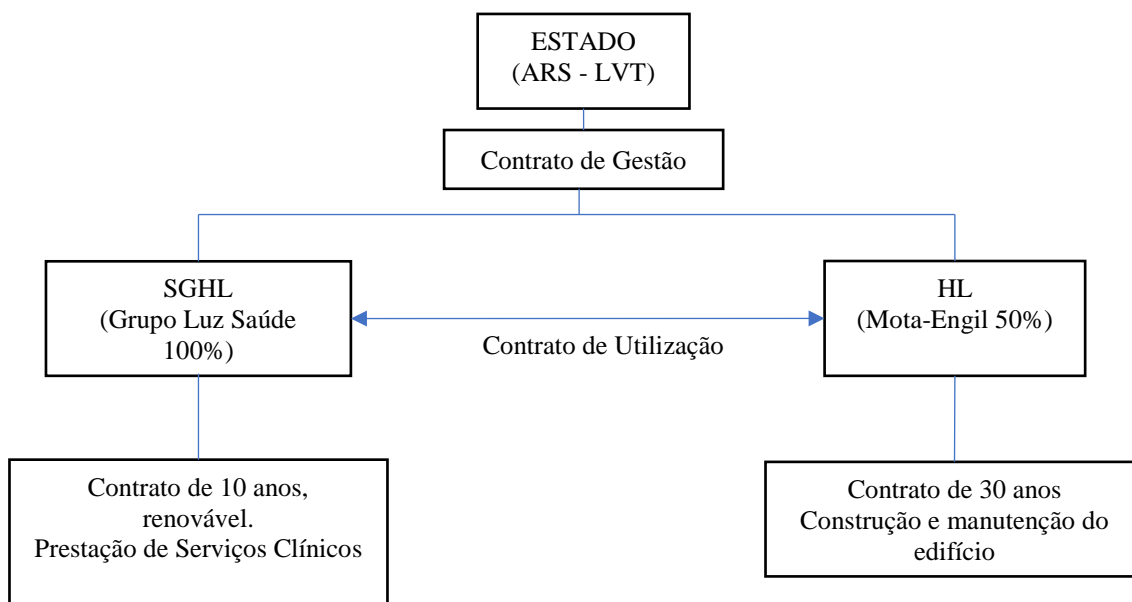 ESTADO
(ARS - LVT)
Contrato de Gestão
SGHL
(Grupo Luz Saúde
100%)
HL
(Mota-Engil 50%)
Contrato de Utilização
Contrato de 10 anos,
renovável.
Prestação de Serviços Clínicos
Contrato de 30 anos
Construção e manutenção do
edifício